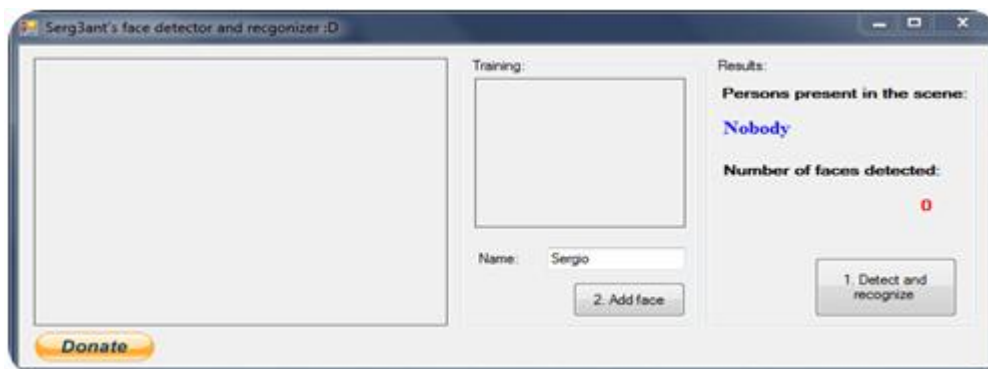 Serg3ant's face detector and recgonizer :D
Training:
Results:
Persons present in the scene:
Nobody
Number of faces detected:
0
Name:
Sergio
2. Add face
1. Detect and
recognize
Donate